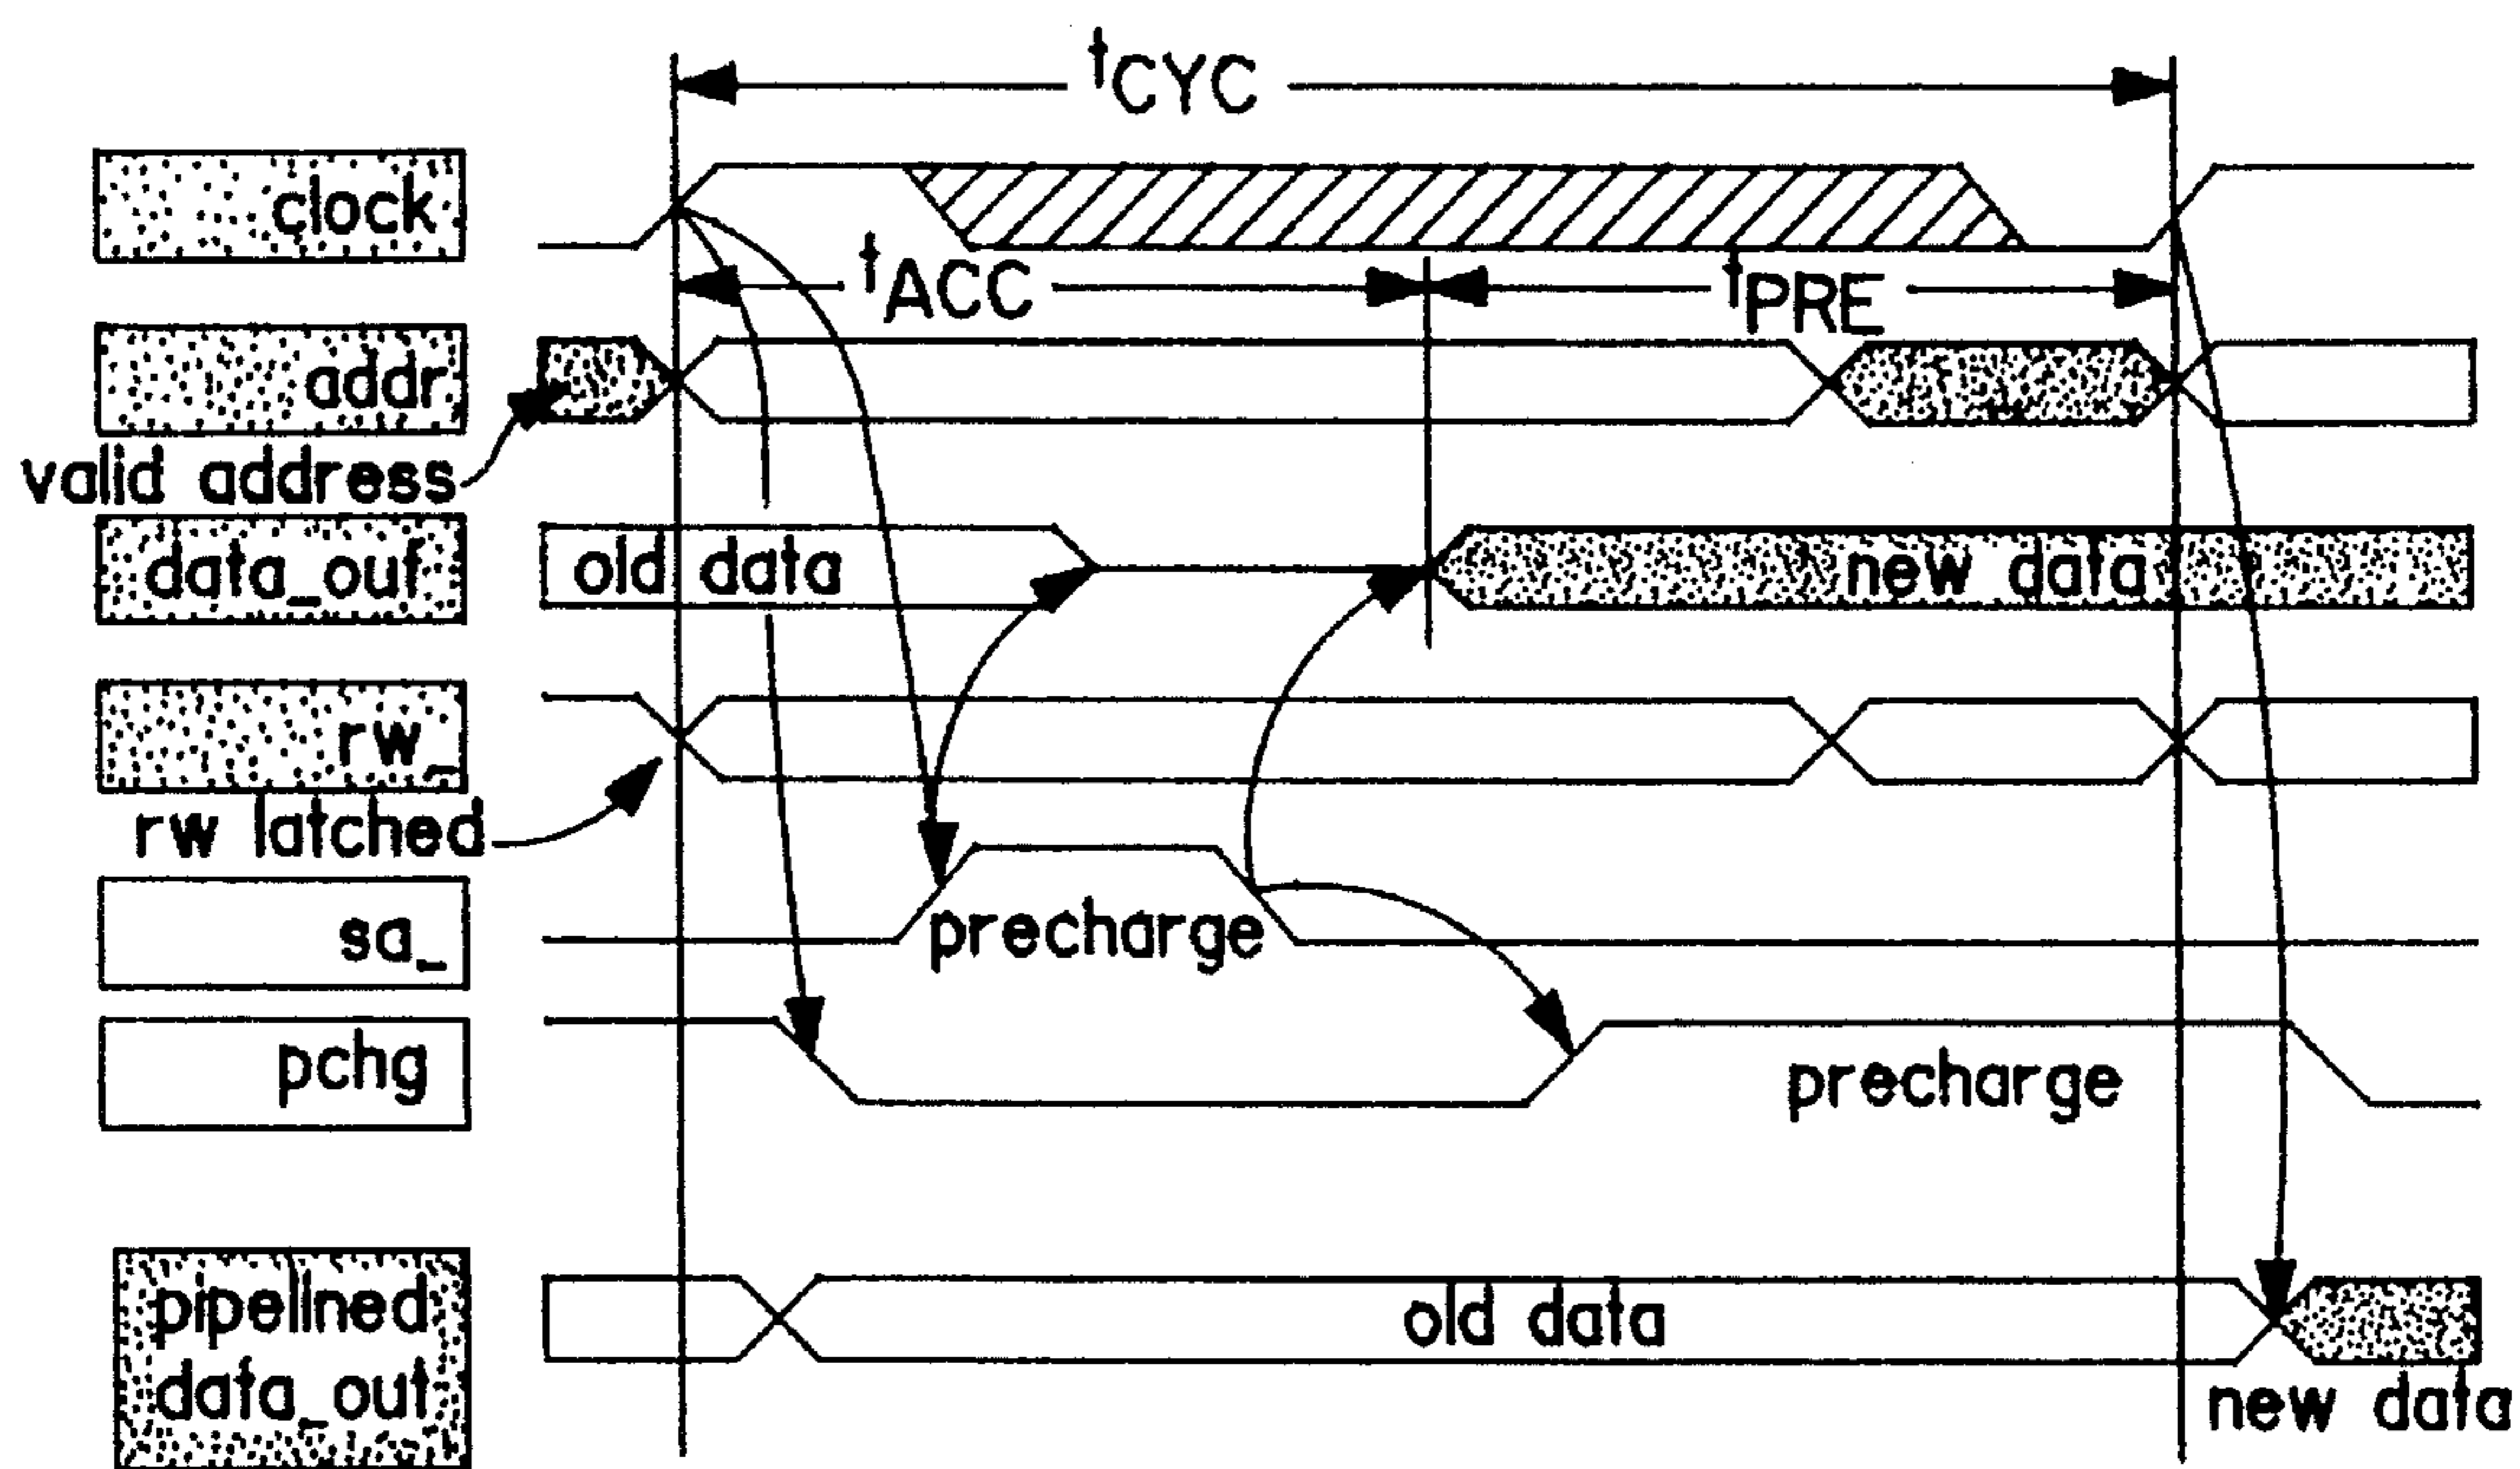 tCYC
clock
tACC
tPRE
addr
valid address
data_out
old data
new data
rw_
rw latched
sa_
precharge
pchg
precharge
pipelined
data_out
old data
new data